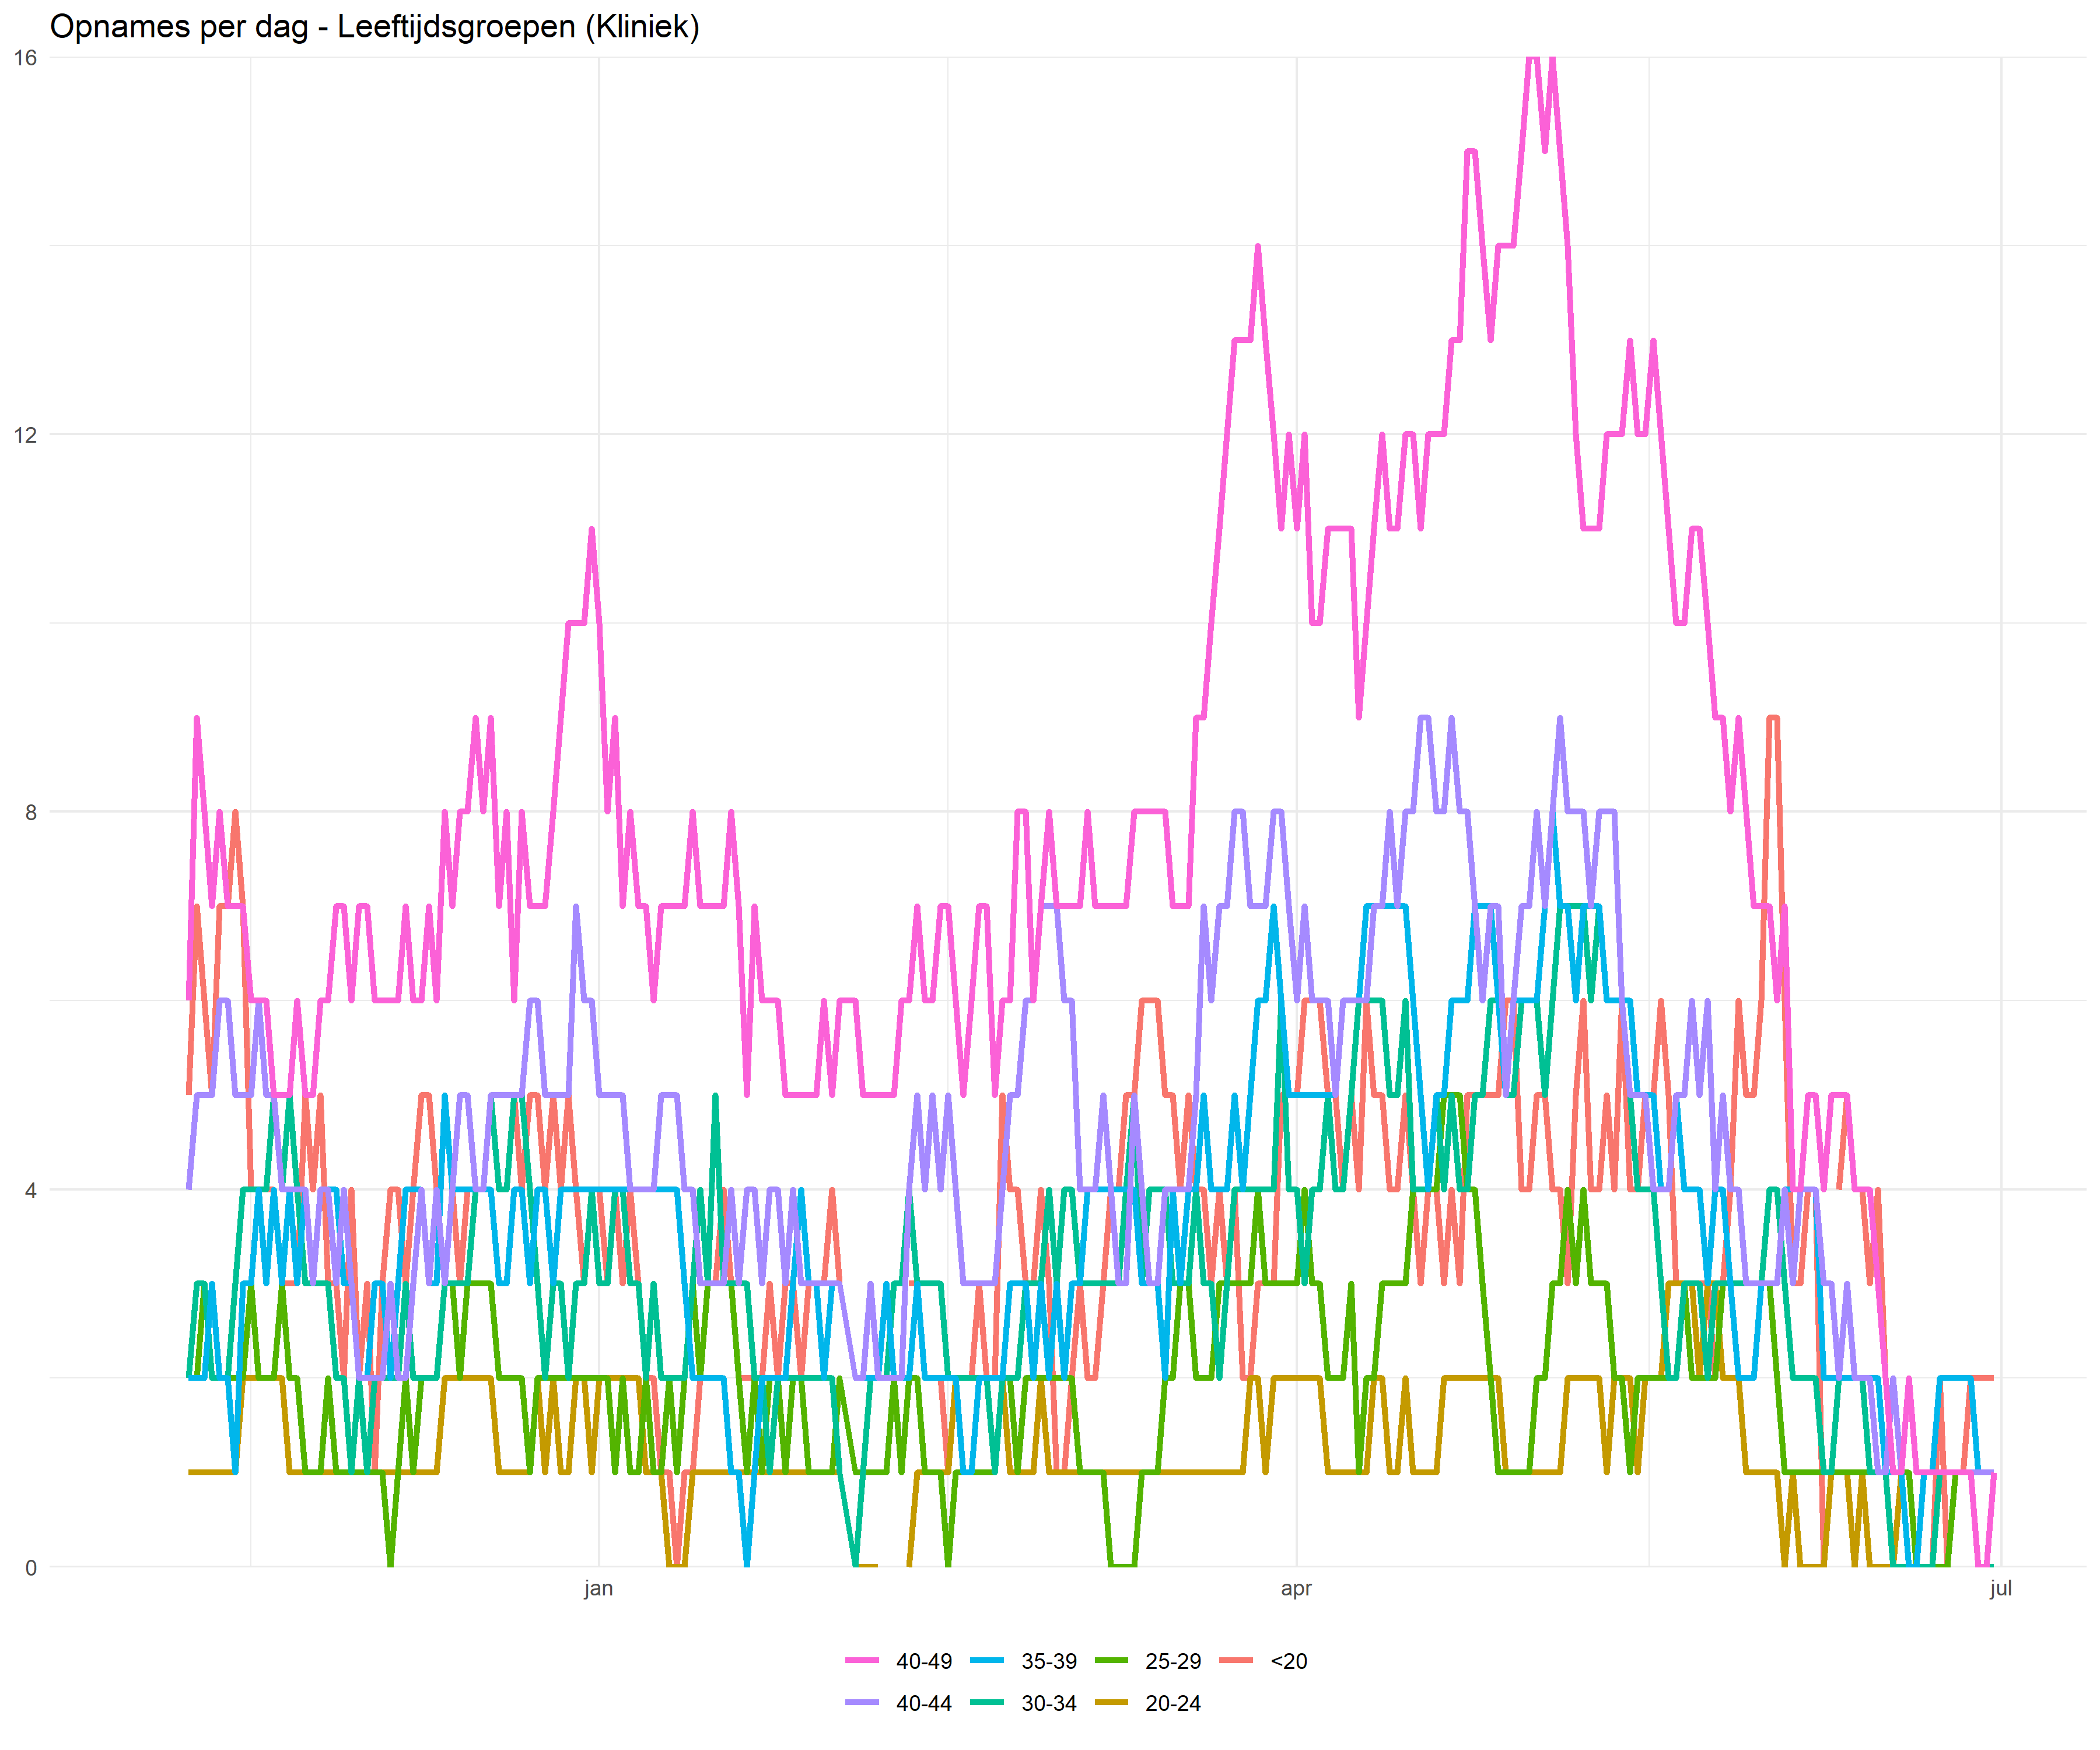 Opnames per dag - Leeftijdsgroepen (Kliniek)
16
12
8
4
0
jan apr jul
40-49 35-39 25-29 <20
40-44 30-34 20-24